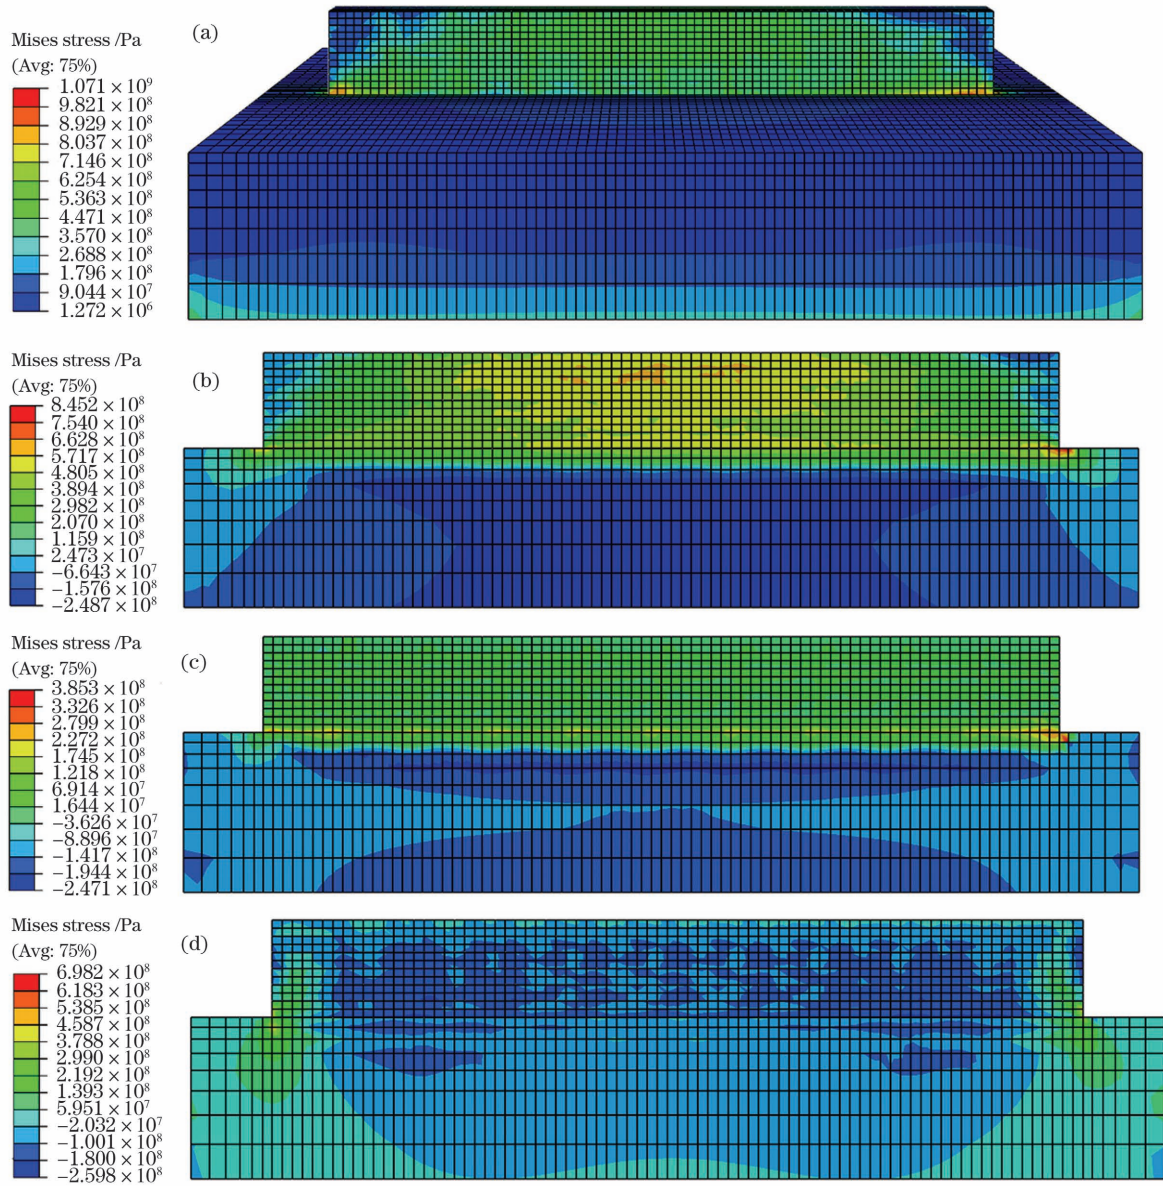 (a)
Mises stress /Pa
(Avg: 75%)
1.071 × 10⁹
9.821 × 10⁸
8.929 × 10⁸
8.037 × 10⁸
7.146 × 10⁸
6.254 × 10⁸
5.363 × 10⁸
4.471 × 10⁸
3.570 × 10⁸
2.688 × 10⁸
1.796 × 10⁸
9.044 × 10⁷
1.272 × 10⁶
(b)
Mises stress /Pa
(Avg: 75%)
8.452 × 10⁸
7.540 × 10⁸
6.628 × 10⁸
5.717 × 10⁸
4.805 × 10⁸
3.894 × 10⁸
2.982 × 10⁸
2.070 × 10⁸
1.159 × 10⁸
2.473 × 10⁷
−6.643 × 10⁷
−1.576 × 10⁸
−2.487 × 10⁸
(c)
Mises stress /Pa
(Avg: 75%)
3.853 × 10⁸
3.326 × 10⁸
2.799 × 10⁸
2.272 × 10⁸
1.745 × 10⁸
1.218 × 10⁸
6.914 × 10⁷
1.644 × 10⁷
−3.626 × 10⁷
−8.896 × 10⁷
−1.417 × 10⁸
−1.944 × 10⁸
−2.471 × 10⁸
(d)
Mises stress /Pa
(Avg: 75%)
6.982 × 10⁸
6.183 × 10⁸
5.385 × 10⁸
4.587 × 10⁸
3.788 × 10⁸
2.990 × 10⁸
2.192 × 10⁸
1.393 × 10⁸
5.951 × 10⁷
−2.032 × 10⁷
−1.001 × 10⁸
−1.800 × 10⁸
−2.598 × 10⁸